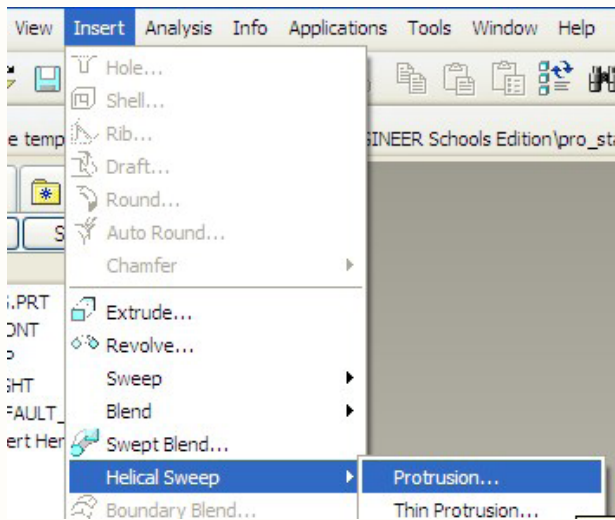 View Insert Analysis Info Applications Tools Window Help
Hole...
Shell...
e temp Rib... INEER Schools Edition\pro_sta
Draft...
Round...
S Auto Round...
Chamfer
.PRT Extrude...
ONT Revolve...
P
GHT Sweep
FAULT_ Blend
ert Her Swept Blend...
Helical Sweep Protrusion...
Boundary Blend... Thin Protrusion...